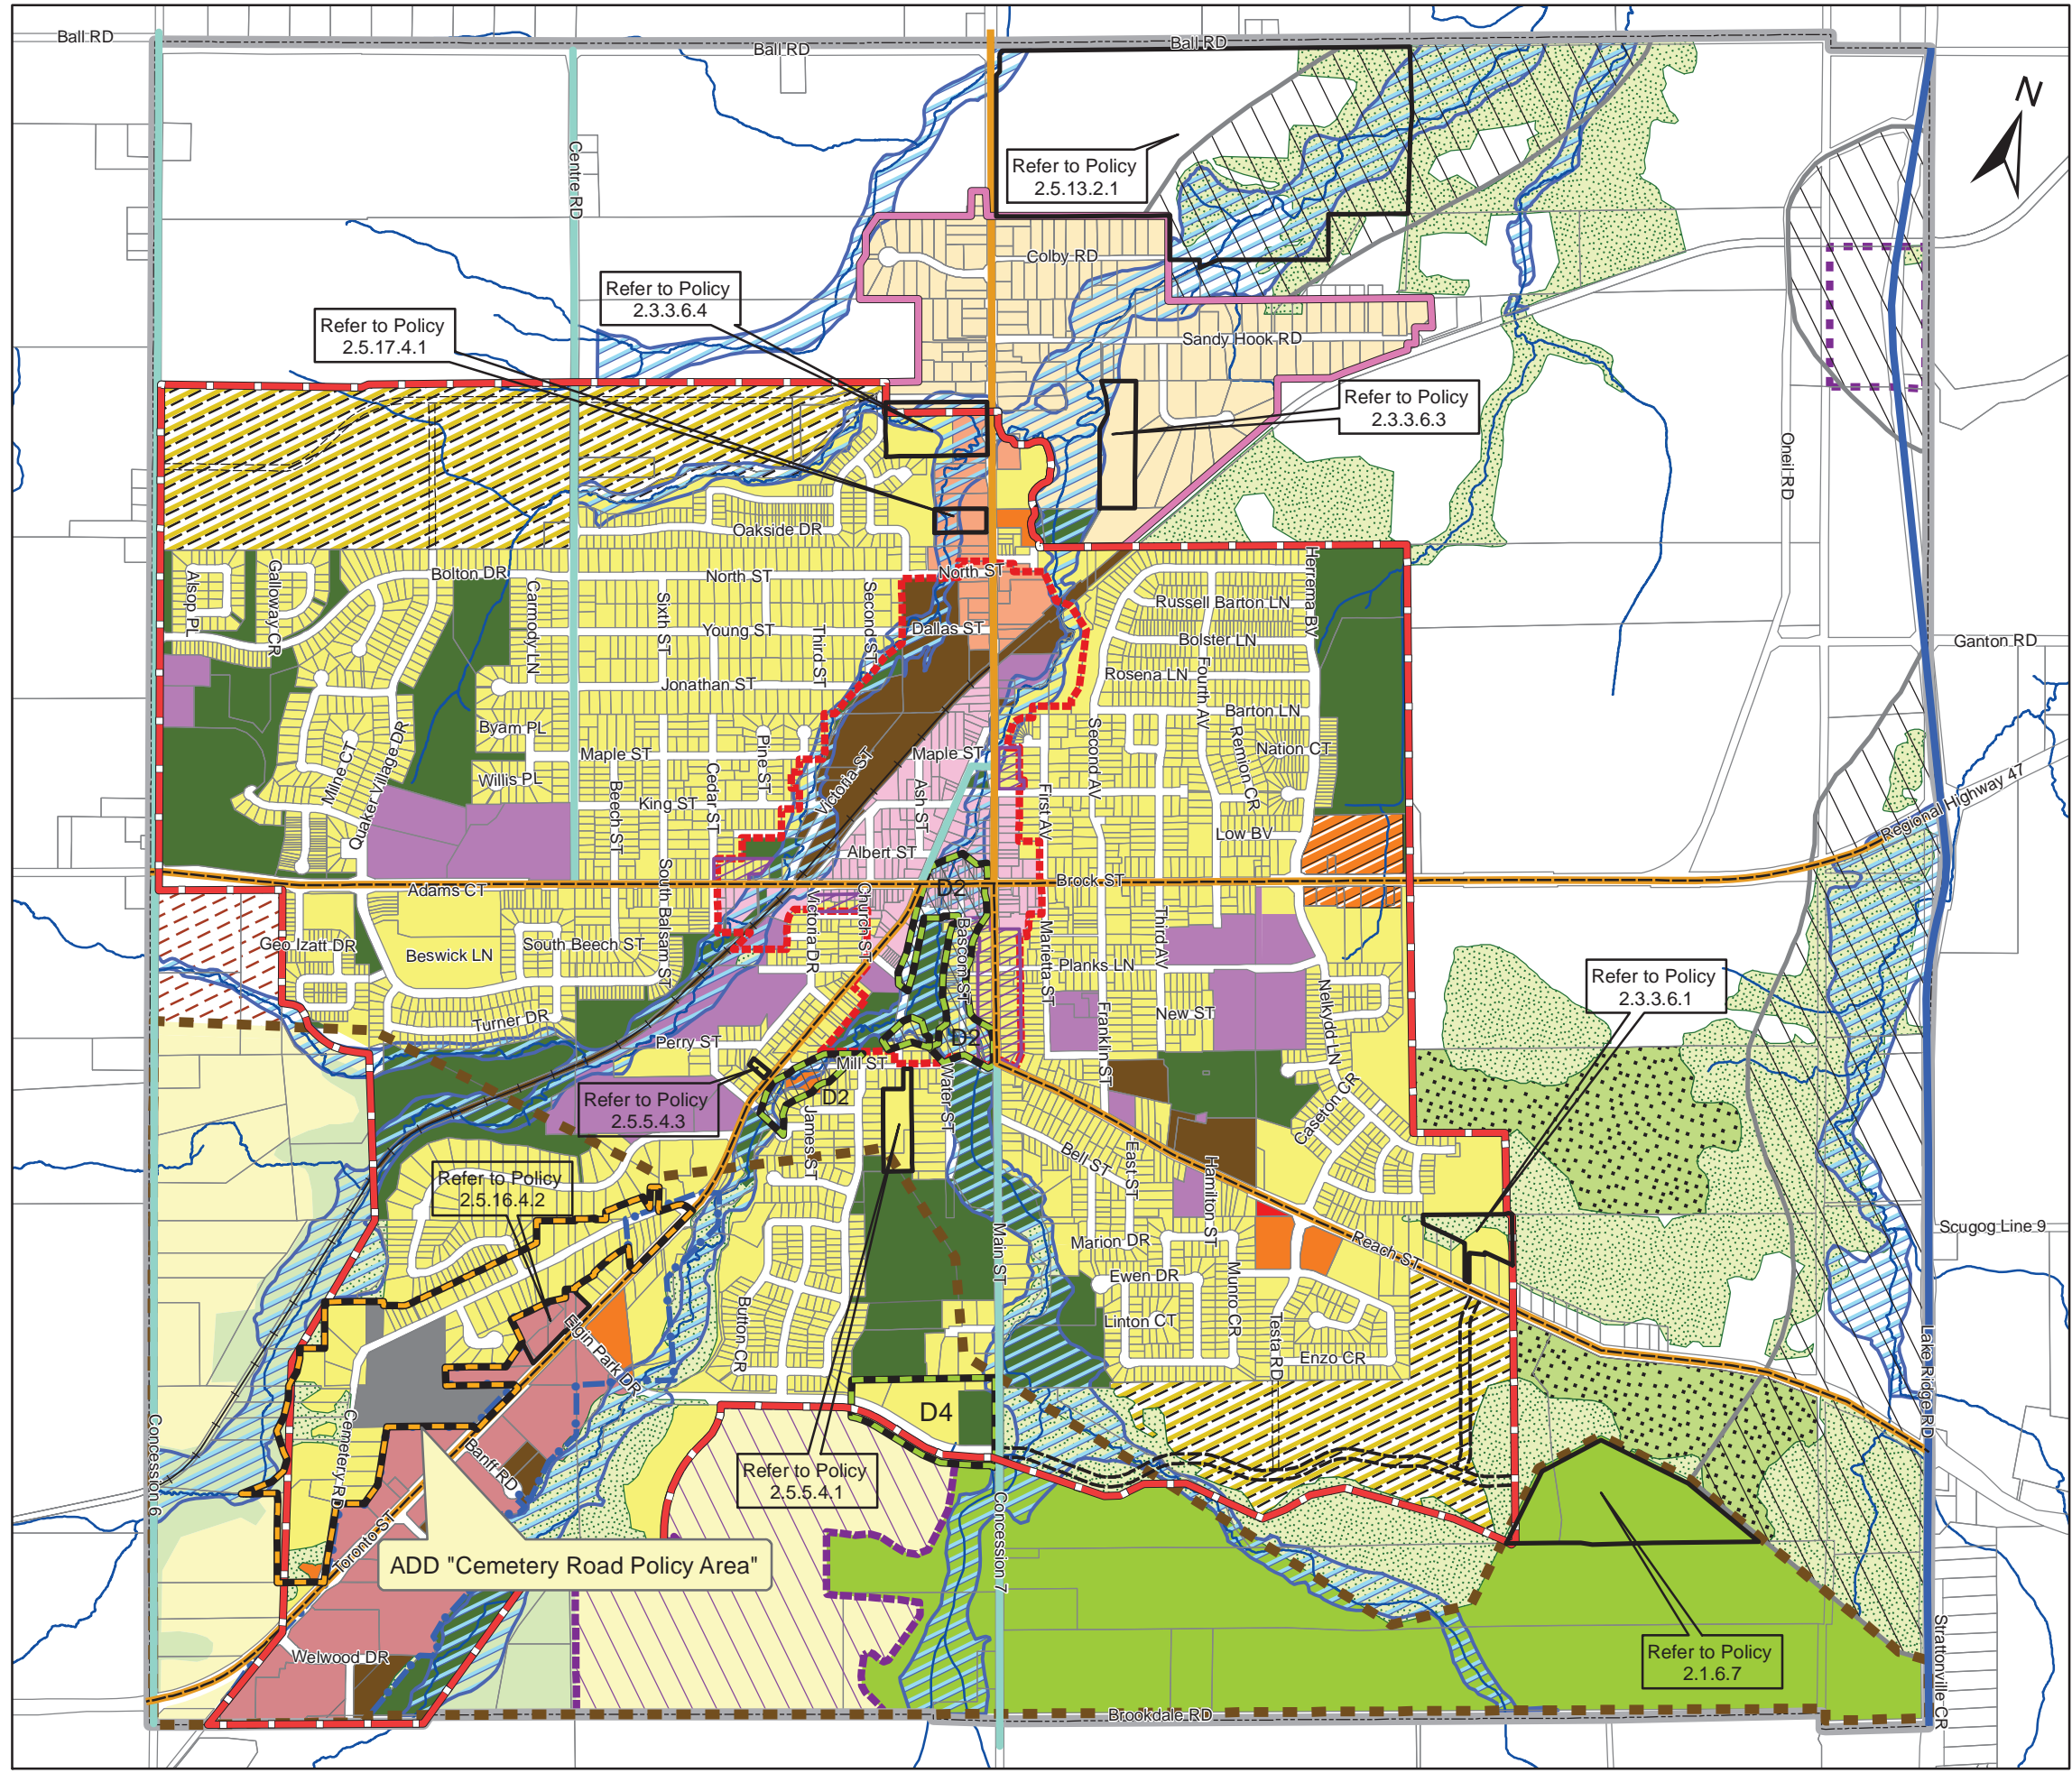 Ball RD
Ball RD
Ball RD
N
Centre RD
Refer to Policy
2.5.13.2.1
Colby RD
Refer to Policy
2.3.3.6.4
Refer to Policy
2.5.17.4.1
Sandy Hook RD
Refer to Policy
2.3.3.6.3
Oneil RD
Oakside DR
Alsop PL
Galloway CR
Bolton DR
Carmody LN
North ST
North ST
Sixth ST
Young ST
Third ST
Second ST
Dallas ST
Jonathan ST
Herrema BV
Russell Barton LN
Bolster LN
Rosena LN
Fourth AV
Barton LN
Ganton RD
Byam PL
Willis PL
Milne CT
Quaker Village DR
Maple ST
Pine ST
Cedar ST
Beech ST
King ST
Victoria ST
Maple ST
Ash ST
Albert ST
First AV
Second AV
Remion CR
Nation CT
Low BV
Regional Highway 47
Adams CT
South Balsam ST
D2
Brock ST
Geo Izatt DR
Beswick LN
South Beech ST
Victoria DR
Church ST
Bascom ST
Marietta ST
Planks LN
Third AV
Turner DR
Perry ST
D2
Franklin ST
New ST
Nelkydd LN
Refer to Policy
2.3.3.6.1
Mill ST
Water ST
Refer to Policy
2.5.5.4.3
D2
James ST
Caseton CR
Refer to Policy
2.5.16.4.2
Bell ST
East ST
Hamilton ST
Main ST
Marion DR
Reach ST
Scugog Line 9
Ewen DR
Munro CR
Linton CT
Testa RD
Enzo CR
Button CR
Elgin Park DR
Lake Ridge RD
Concession 6
Cemetery RD
Banff RD
D4
Refer to Policy
2.5.5.4.1
Toronto ST
ADD "Cemetery Road Policy Area"
Concession 7
Welwood DR
Refer to Policy
2.1.6.7
Strattonville CR
Brookdale RD